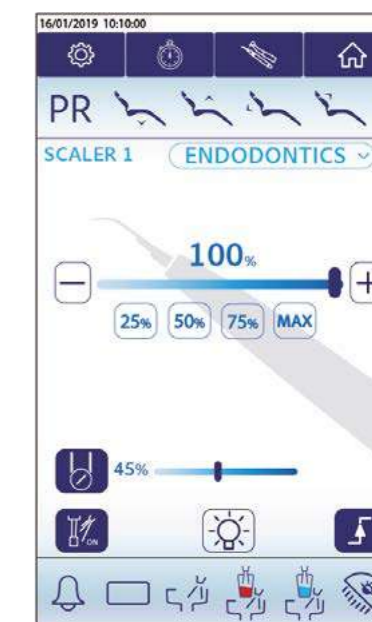 16/01/2019 10:10:00
PR
SCALER 1 ENDODONTICS
100%
25% 50% 75% MAX
45%
ON